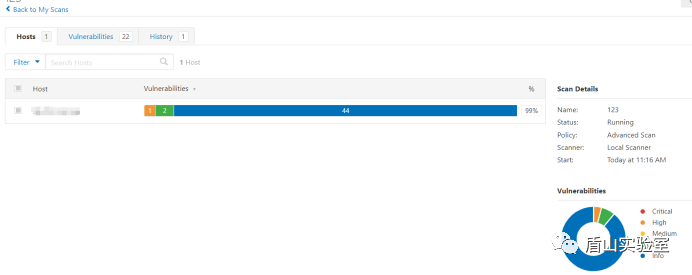 Back to My Scans
Hosts 1 Vulnerabilities 22 History 1
Filter Search Hosts 1 Host
Host Vulnerabilities %
1 2 44 99%
Scan Details
Name: 123
Status: Running
Policy: Advanced Scan
Scanner: Local Scanner
Start: Today at 11:16 AM
Vulnerabilities
Critical
High
Medium
Info
盾山实验室